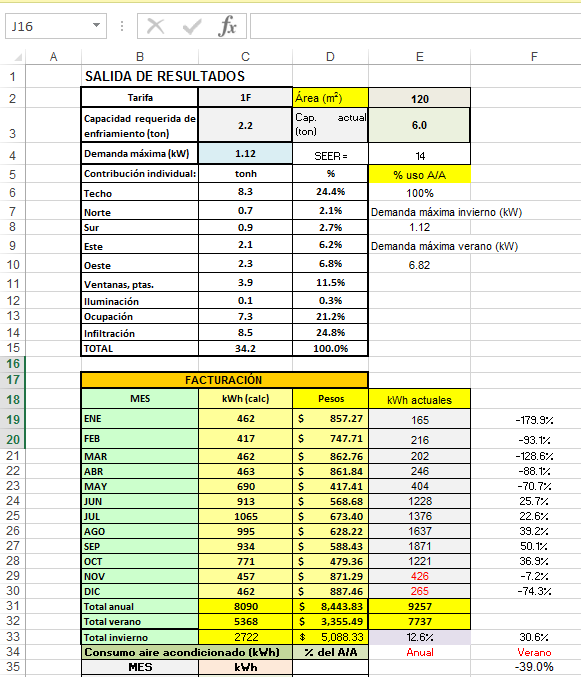 J16 fx
A B C D E F
1 SALIDA DE RESULTADOS
2 Tarifa 1F Área (m²) 120
3 Capacidad requerida de enfriamiento (ton) 2.2 Cap. actual (ton) 6.0
4 Demanda máxima (kW) 1.12 SEER = 14
5 Contribución individual: tonh % % uso A/A
6 Techo 8.3 24.4% 100%
7 Norte 0.7 2.1% Demanda máxima invierno (kW)
8 Sur 0.9 2.7% 1.12
9 Este 2.1 6.2% Demanda máxima verano (kW)
10 Oeste 2.3 6.8% 6.82
11 Ventanas, ptas. 3.9 11.5%
12 Iluminación 0.1 0.3%
13 Ocupación 7.3 21.2%
14 Infiltración 8.5 24.8%
15 TOTAL 34.2 100.0%
16
17 FACTURACIÓN
18 MES kWh (calc) Pesos kWh actuales
19 ENE 462 $ 857.27 165 -179.9%
20 FEB 417 $ 747.71 216 -93.1%
21 MAR 462 $ 862.76 202 -128.6%
22 ABR 463 $ 861.84 246 -88.1%
23 MAY 690 $ 417.41 404 -70.7%
24 JUN 913 $ 568.68 1228 25.7%
25 JUL 1065 $ 673.40 1376 22.6%
26 AGO 995 $ 628.22 1637 39.2%
27 SEP 934 $ 588.43 1871 50.1%
28 OCT 771 $ 479.36 1221 36.9%
29 NOV 457 $ 871.29 426 -7.2%
30 DIC 462 $ 887.46 265 -74.3%
31 Total anual 8090 $ 8,443.83 9257
32 Total verano 5368 $ 3,355.49 7737
33 Total invierno 2722 $ 5,088.33 12.6% 30.6%
34 Consumo aire acondicionado (kWh) % del A/A Anual Verano
35 MES kWh -39.0%